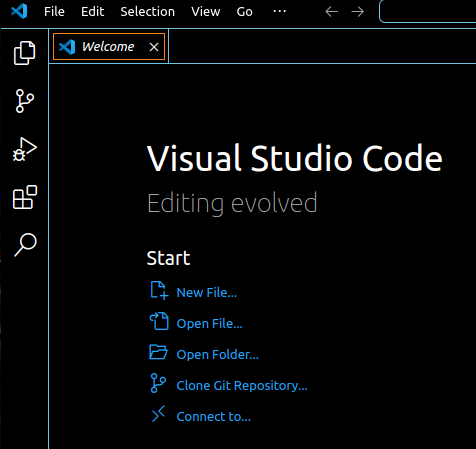 File Edit Selection View Go ...
Welcome
Visual Studio Code
Editing evolved
Start
New File...
Open File...
Open Folder...
Clone Git Repository...
Connect to...